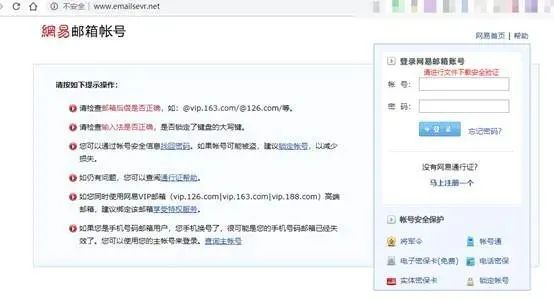 不安全 | www.emailsevr.net
網易邮箱帐号
网易首页 | 帮助
请按如下提示操作：
请检查邮箱后缀是否正确，如：@vip.163.com/@126.com/等。
请检查输入法是否正确，是否锁定了键盘的大写键。
您可以通过帐号安全信息找回密码。如果帐号可能被盗，建议锁定帐号，以减少
损失。
如仍有问题，您可以查阅通行证帮助。
如您同时使用网易VIP邮箱（vip.126.com|vip.163.com|vip.188.com）高端
邮箱，建议绑定该邮箱享受特权服务。
如果您是手机号码邮箱用户，您手机换号了，很可能是您的手机号码邮箱已经失
效了。您可以使用您的主帐号来登录。查询主帐号
登录网易邮箱账号
请进行文件下载安全验证
帐 号：
密 码：
登 录
忘记密码？
没有网易通行证？
马上注册一个
帐号安全保护
将军令
帐号通
电子密保卡(免费)
电话密保
实体密保卡
锁定帐号